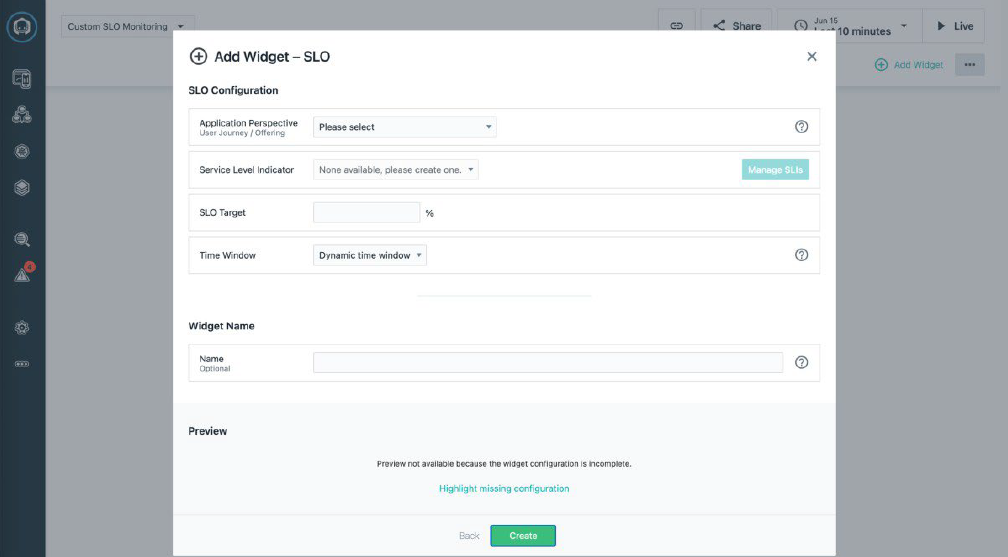 Custom SLO Monitoring
Share
Jun 15
Last 10 minutes
Live
Add Widget
Add Widget – SLO
SLO Configuration
Application Perspective
User Journey / Offering
Please select
Service Level Indicator
None available, please create one.
Manage SLIs
SLO Target
%
Time Window
Dynamic time window
4
Widget Name
Name
Optional
Preview
Preview not available because the widget configuration is incomplete.
Highlight missing configuration
Back
Create